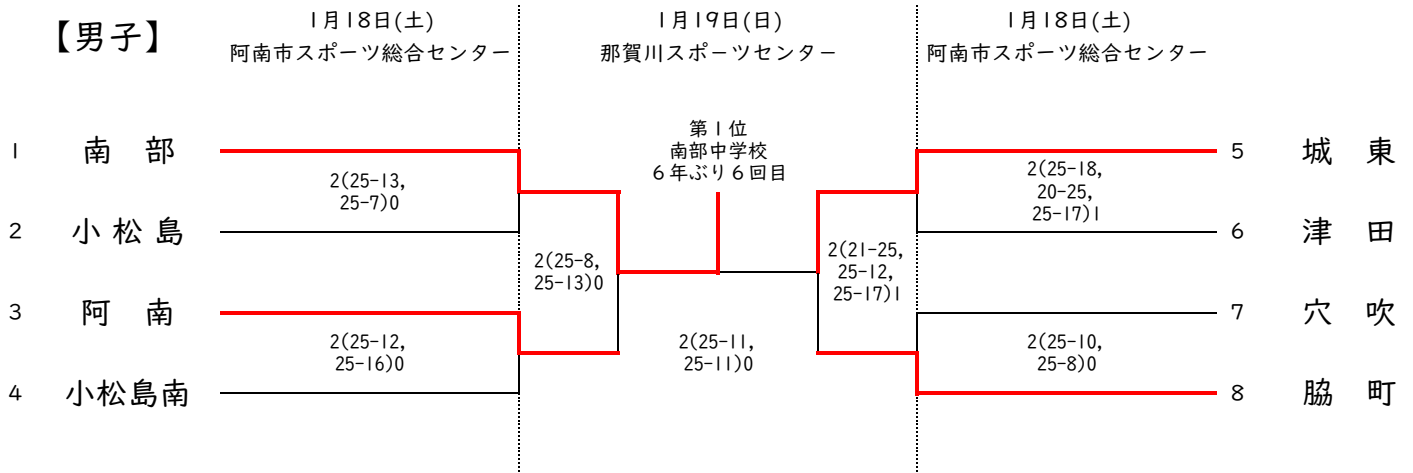 【男子】
1月18日(土)
阿南市スポーツ総合センター
1月19日(日)
那賀川スポーツセンター
1月18日(土)
阿南市スポーツ総合センター
第1位
南部中学校
6年ぶり6回目
1 南 部
2(25-13,
25-7)0
2 小松島
2(25-8,
25-13)0
3 阿 南
2(25-12,
25-16)0
4 小松島南
2(25-11,
25-11)0
5 城 東
2(25-18,
20-25,
25-17)1
6 津 田
2(21-25,
25-12,
25-17)1
7 穴 吹
2(25-10,
25-8)0
8 脇 町